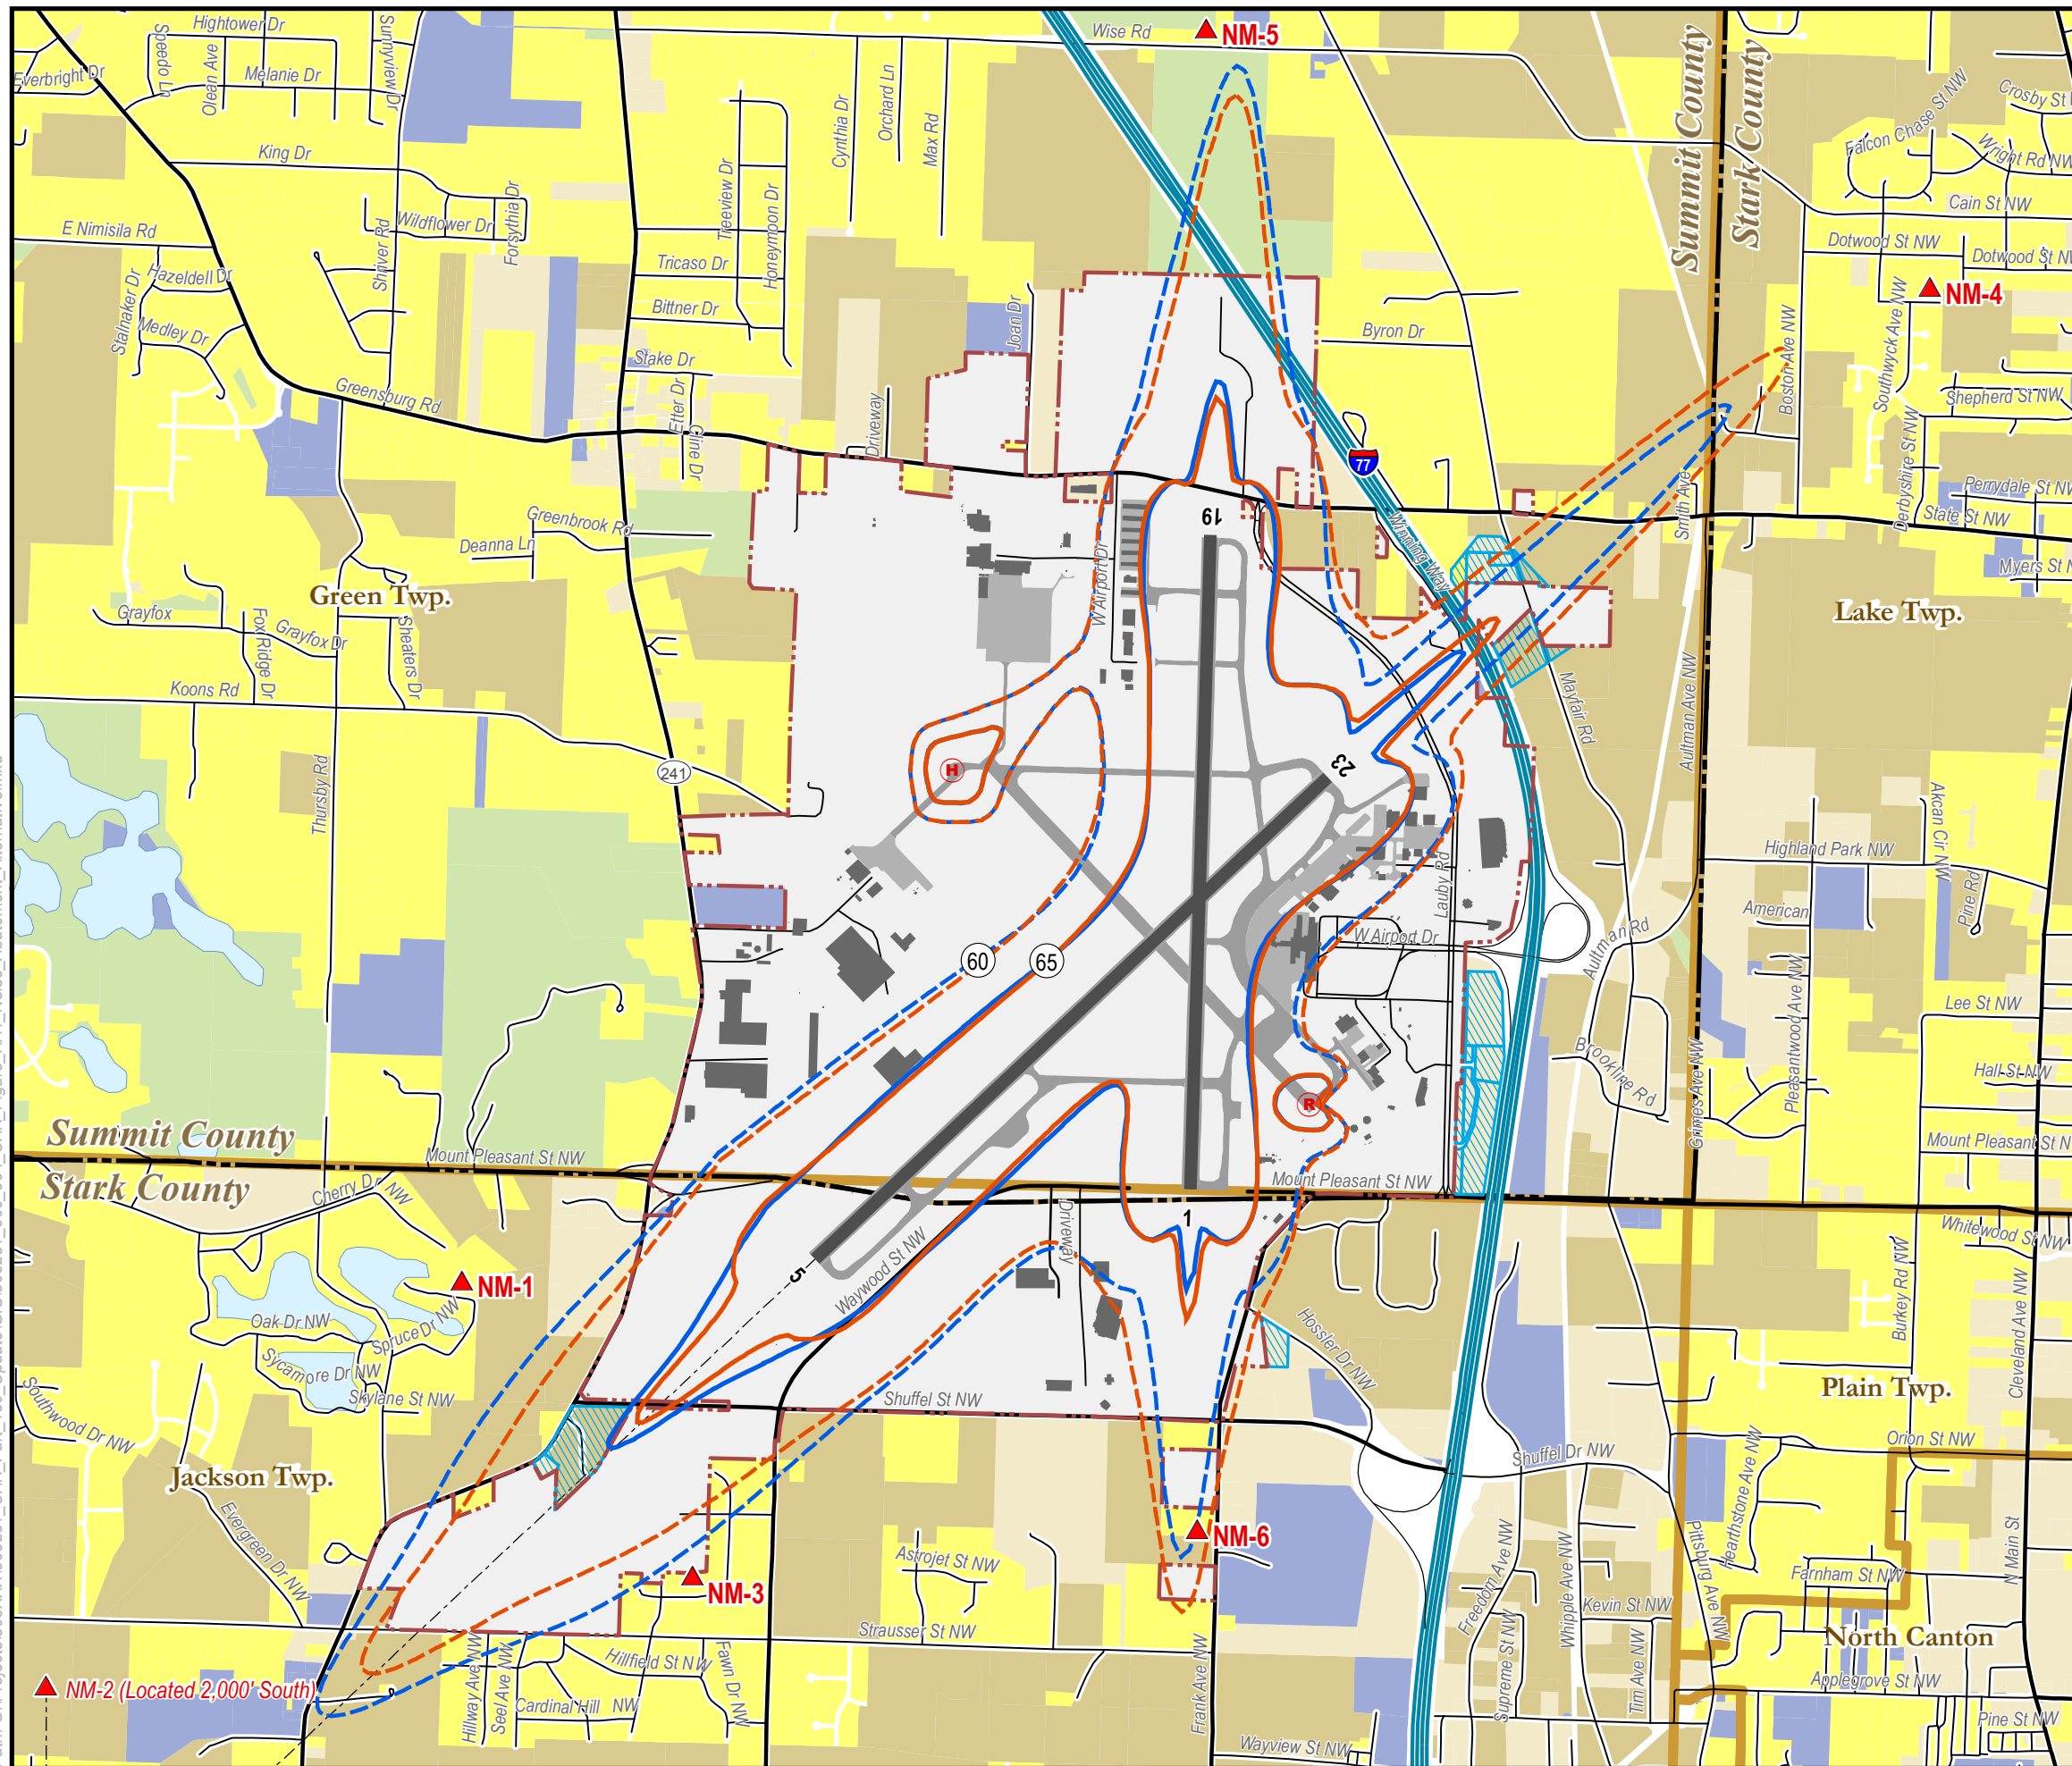 Hightower Dr
Speedo Ln
Olean Ave
Sunnyview Dr
Everbright Dr
Melanie Dr
Wise Rd
NM-5
Summit County
Stark County
Falcon Chase St NW
Crosby St
Wright Rd NW
King Dr
Cynthia Dr
Orchard Ln
Max Rd
Treeview Dr
Honeymoon Dr
Forsythia Dr
Wildflower Dr
Shriver Rd
E Nimisila Rd
Cain St NW
Dotwood St NW
Dotwood St NW
Hazeldell Dr
Stalnaker Dr
Medley Dr
Tricaso Dr
Bittner Dr
Joan Dr
Byron Dr
NM-4
Southwyck Ave NW
Boston Ave NW
Stake Dr
Etter Dr
Cline Dr
Driveway
Greensburg Rd
Shepherd St NW
77
Derbyshire St NW
Perrydale St NW
State St NW
Smith Ave
Winning Way
19
Greenbrook Rd
Deanna Ln
W Airport Dr
Myers St N
Green Twp.
Lake Twp.
Grayfox
Fox Ridge Dr
Grayfox Dr
Sheaters Dr
Koons Rd
Mayfair Rd
Aultman Ave NW
241
H
23
Thursby Rd
Highland Park NW
Akcan Cir NW
Lauby Rd
American
Pine Rd
W Airport Dr
Aultman Rd
60
65
Pleasantwood Ave NW
Lee St NW
Brookline Rd
Grimes Ave NW
Hall St NW
R
Summit County
Stark County
Mount Pleasant St NW
Mount Pleasant St N
Mount Pleasant St NW
Cherry Dr NW
1
Driveway
Whitewood St NW
5
Waywood St NW
NM-1
Burkey Rd NW
Cleveland Ave NW
Oak Dr NW
Spruce Dr NW
Sycamore Dr NW
Skylane St NW
Hossler Dr NW
Plain Twp.
Southwood Dr NW
Shuffel St NW
Shuffel Dr NW
Orion St NW
Jackson Twp.
Hearthstone Ave NW
Evergreen Dr NW
NM-6
Pittsburg Ave NW
Astrojet St NW
NM-3
Freedom Ave NW
Whipple Ave NW
Farnham St NW
N Main St
Kevin St NW
Strausser St NW
North Canton
Hillfield St NW
Hillway Ave NW
Seel Ave NW
Fawn Dr NW
Frank Ave NW
Supreme St NW
Tim Ave NW
Applegrove St NW
NM-2 (Located 2,000' South)
Cardinal Hill NW
Pine St NW
Wayview St NW